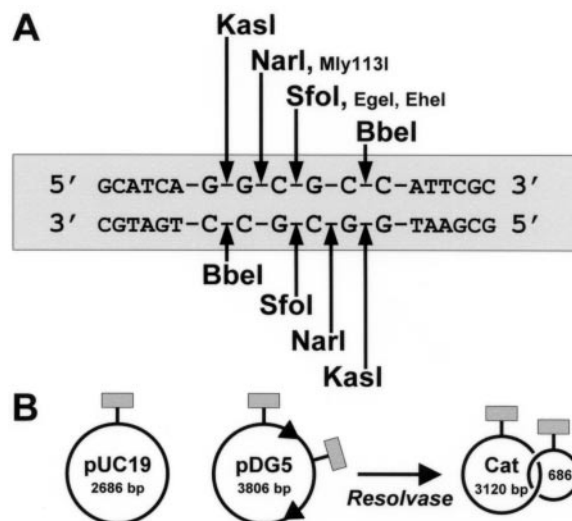 A
KasI
NarI, Mly113I
SfoI, EgeI, EheI
BbeI
5′ GCATCA-G-G-C-G-C-C-ATTCGC 3′
3′ CGTAGT-C-C-G-C-G-G-TAAGCG 5′
BbeI
SfoI
NarI
KasI
B
pUC19
2686 bp
pDG5
3806 bp
Resolvase
Cat
3120 bp
686